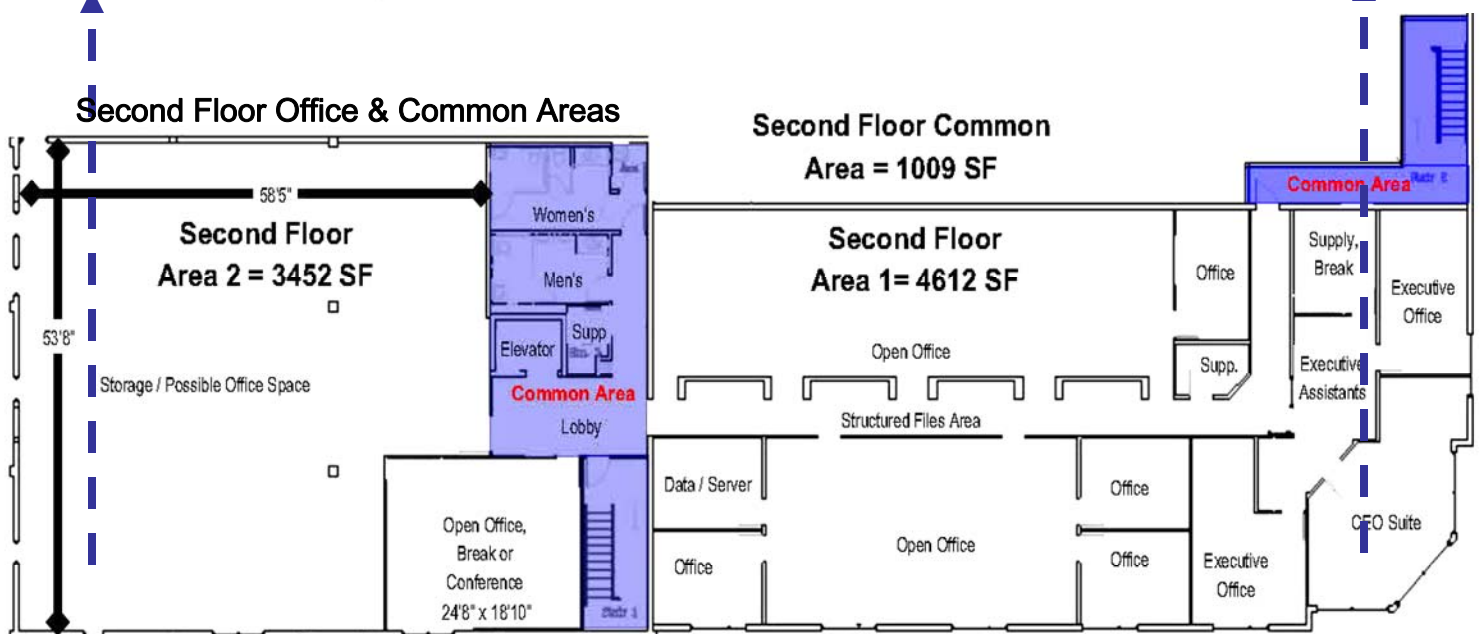 Second Floor Office & Common Areas
Second Floor Common
Area = 1009 SF
Common Area
58'5"
Women's
Second Floor
Area 2 = 3452 SF
Second Floor
Area 1= 4612 SF
Supply,
Break
Office
Executive
Office
Men's
53'8"
Supp
Elevator
Open Office
Supp.
Executive
Assistants
Storage / Possible Office Space
Common Area
Lobby
Structured Files Area
Data / Server
Office
CEO Suite
Open Office,
Break or
Conference
24'8" x 18'10"
Open Office
Office
Office
Executive
Office